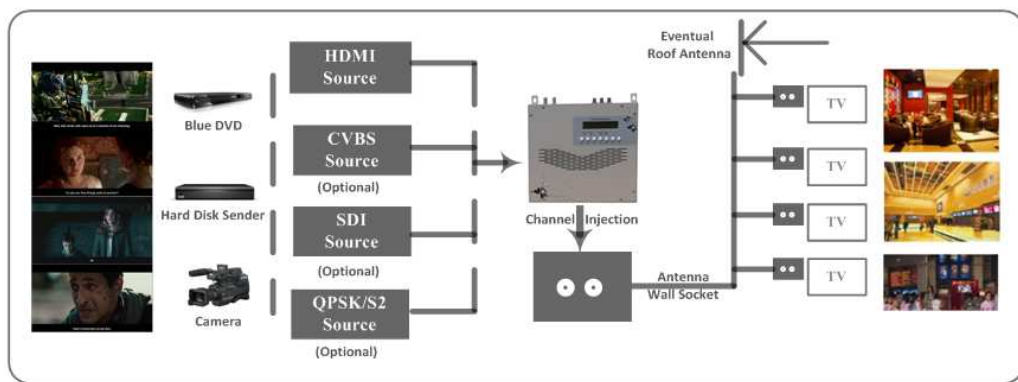 HDMI
Source
Blue DVD
CVBS
Source
(Optional)
Hard Disk Sender
SDI
Source
(Optional)
Camera
QPSK/S2
Source
(Optional)
Channel Injection
Antenna
Wall Socket
Eventual
Roof Antenna
TV
TV
TV
TV